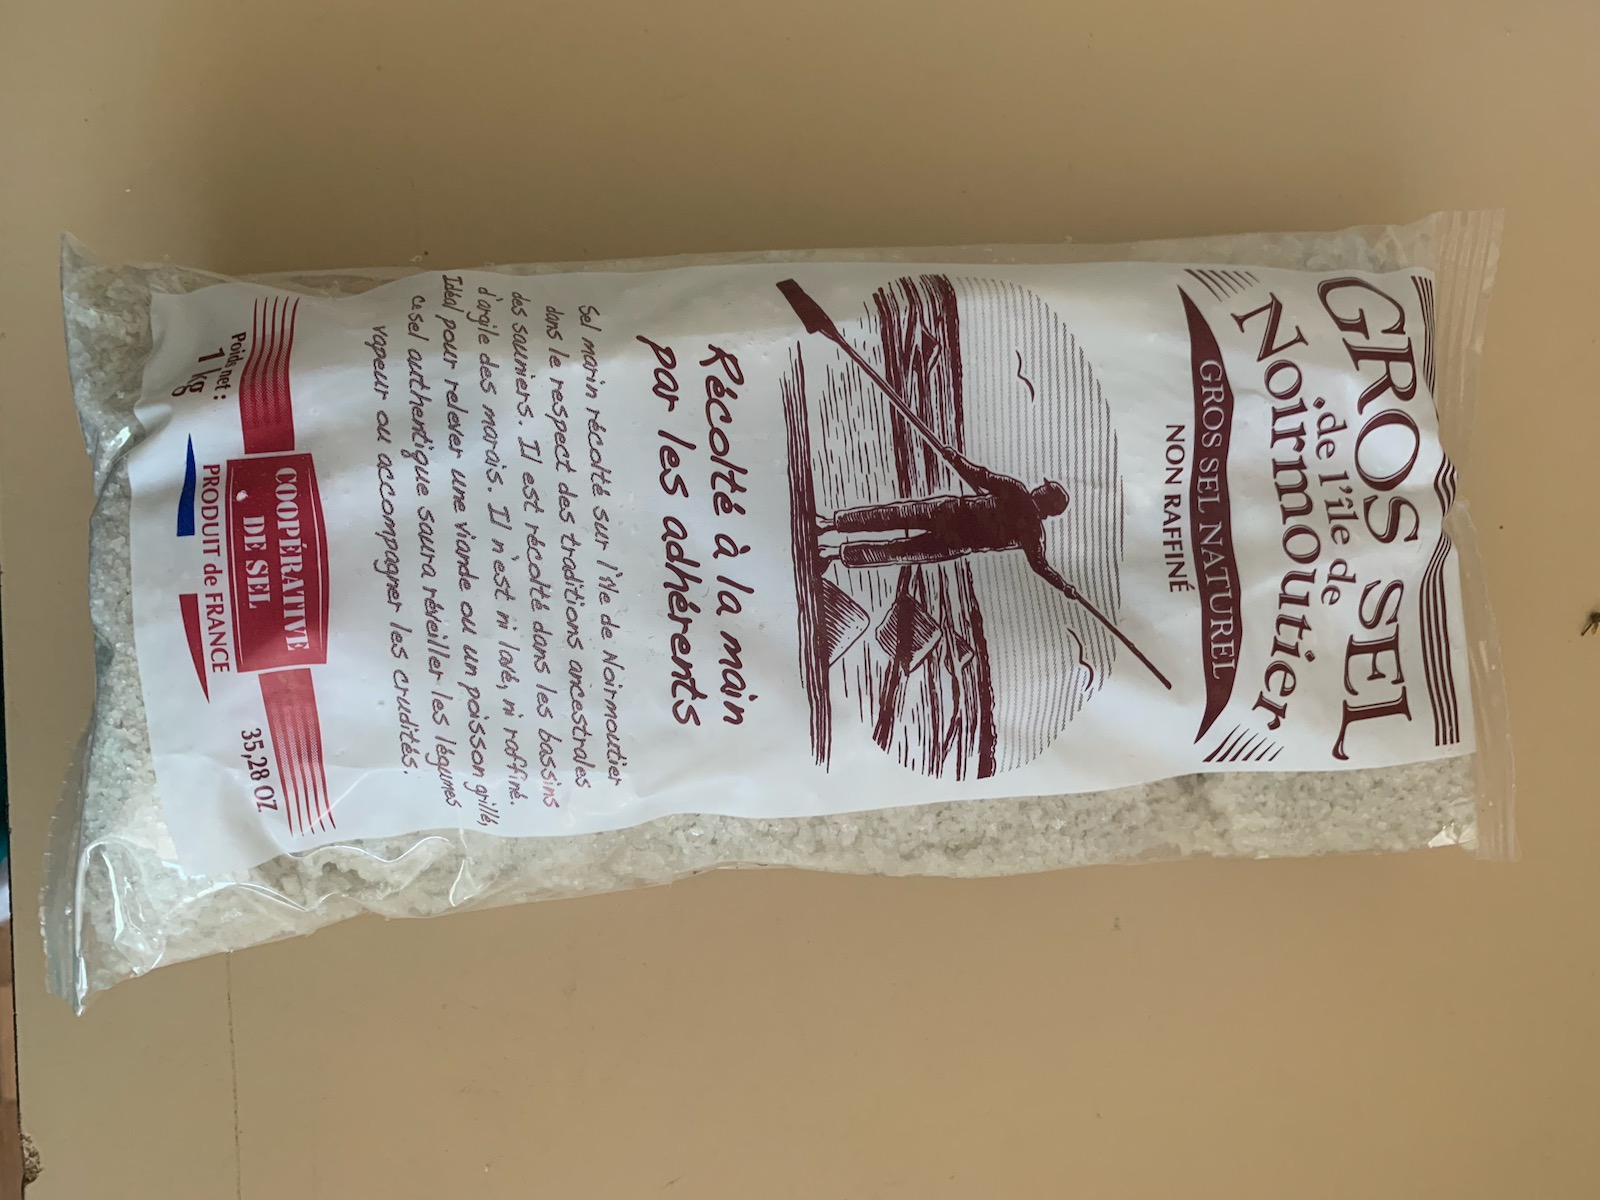 GROS SEL
de l'île de
Noirmoutier
GROS SEL NATUREL
NON RAFFINÉ
Récolté à la main
par les adhérents
Sel marin récolté sur l'île de Noirmoutier
dans le respect des traditions ancestrales
des sauniers. Il est récolté dans les bassins
d'argile des marais. Il n'est ni lavé, ni raffiné.
Idéal pour relever une viande ou un poisson grillé,
ce sel authentique saura réveiller les légumes
vapeur ou accompagner les crudités.
COOPÉRATIVE
DE SEL
Poids net :
1 kg
PRODUIT de FRANCE
35,28 OZ